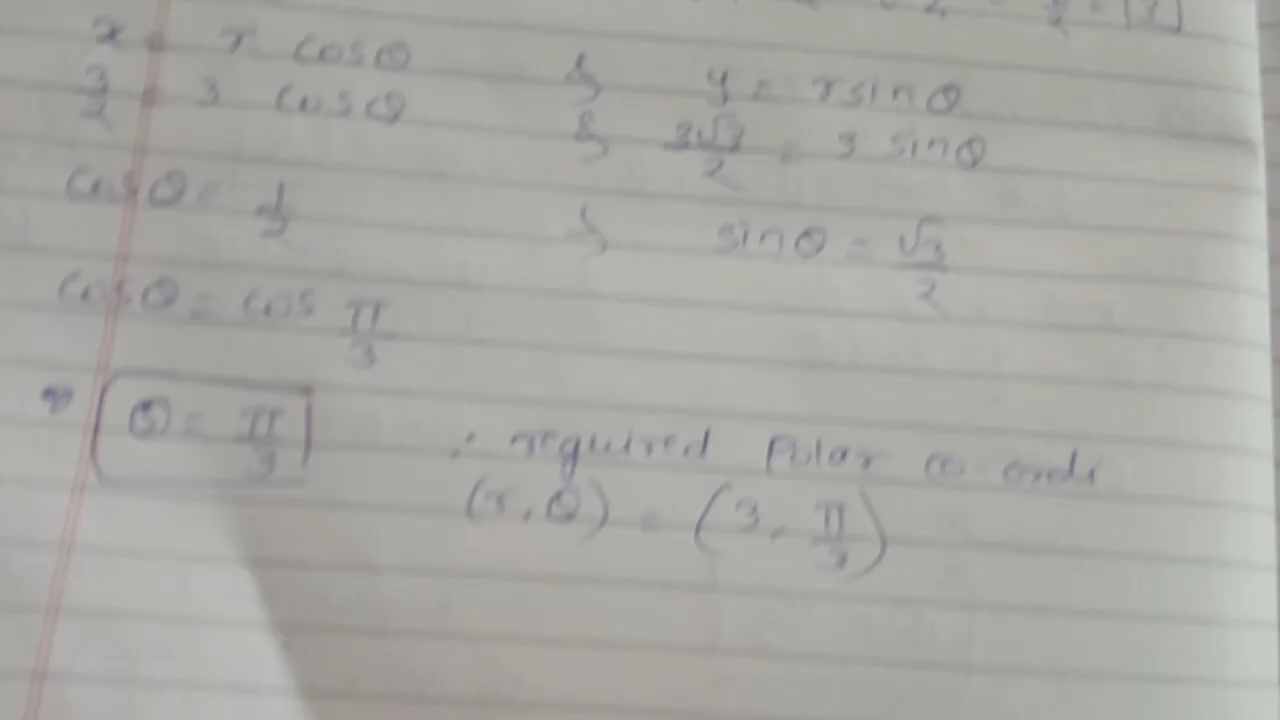 x = r cosθ & y = r sinθ
3/2 = 3 cosθ & 3√3/2 = 3 sinθ
cosθ = 1/2 & sinθ = √3/2
cosθ = cos π/3
θ = π/3 ∴ required Polar co ords
(r, θ) = (3, π/3)